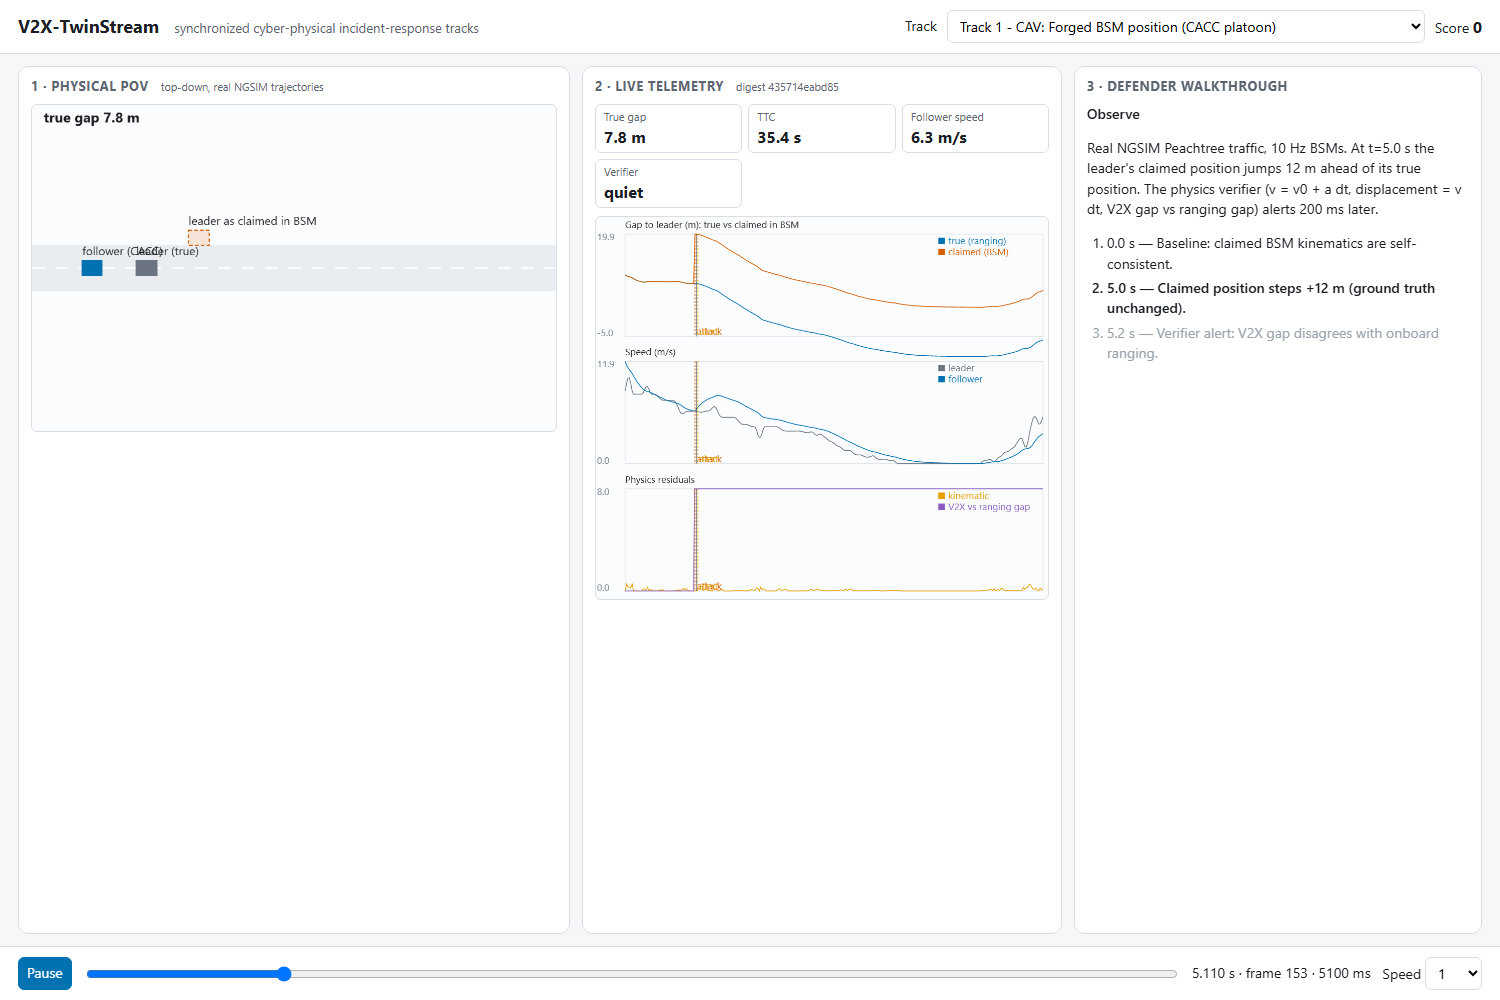 V2X-TwinStream synchronized cyber-physical incident-response tracks
Track Track 1 - CAV: Forged BSM position (CACC platoon) Score 0
1 · PHYSICAL POV top-down, real NGSIM trajectories
true gap 7.8 m
leader as claimed in BSM
follower (CACC)
leader (true)
2 · LIVE TELEMETRY digest 435714eabd85
True gap
7.8 m
TTC
35.4 s
Follower speed
6.3 m/s
Verifier
quiet
Gap to leader (m): true vs claimed in BSM
19.9
true (ranging)
claimed (BSM)
-5.0
attack
Speed (m/s)
11.9
leader
follower
0.0
attack
Physics residuals
8.0
kinematic
V2X vs ranging gap
0.0
attack
3 · DEFENDER WALKTHROUGH
Observe
Real NGSIM Peachtree traffic, 10 Hz BSMs. At t=5.0 s the
leader's claimed position jumps 12 m ahead of its true
position. The physics verifier (v = v0 + a dt, displacement = v
dt, V2X gap vs ranging gap) alerts 200 ms later.
1. 0.0 s — Baseline: claimed BSM kinematics are self-
consistent.
2. 5.0 s — Claimed position steps +12 m (ground truth
unchanged).
3. 5.2 s — Verifier alert: V2X gap disagrees with onboard
ranging.
Pause 5.110 s · frame 153 · 5100 ms Speed 1